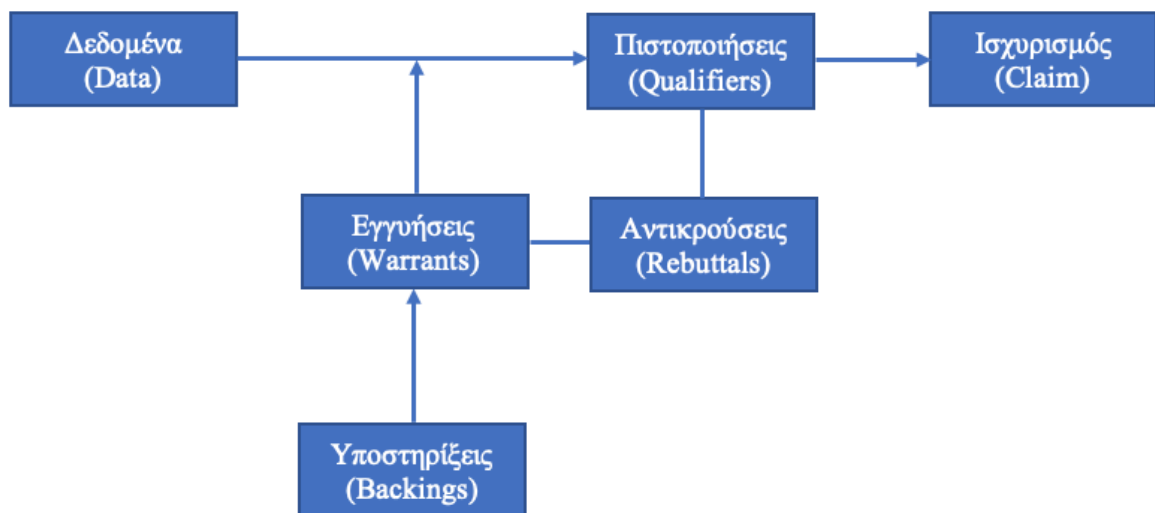 Δεδομένα
(Data)
Πιστοποιήσεις
(Qualifiers)
Ισχυρισμός
(Claim)
Εγγυήσεις
(Warrants)
Αντικρούσεις
(Rebuttals)
Υποστηρίξεις
(Backings)